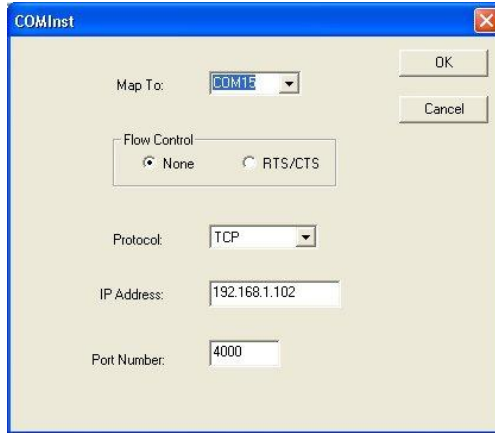 COMInst
OK
Map To: COM15
Cancel
Flow Control
None RTS/CTS
Protocol: TCP
IP Address: 192.168.1.102
Port Number: 4000